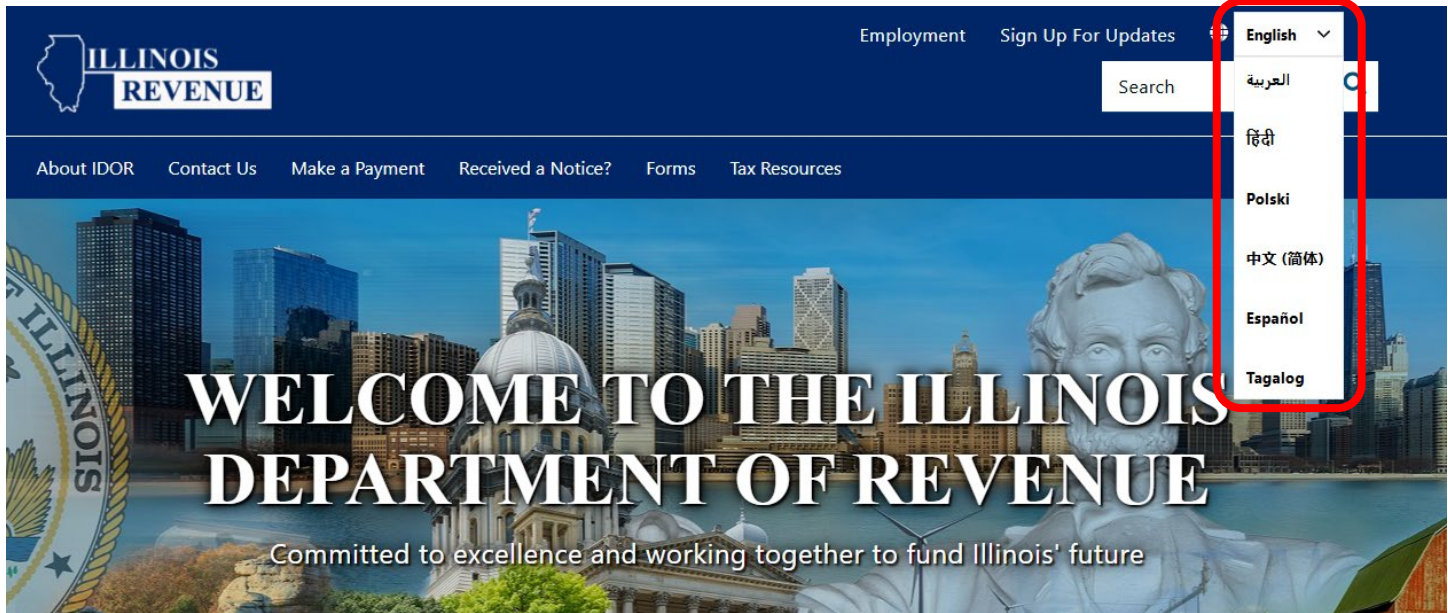 ILLINOIS
REVENUE
Employment Sign Up For Updates English
Search
العربية
हिंदी
Polski
中文 (简体)
Español
Tagalog
About IDOR Contact Us Make a Payment Received a Notice? Forms Tax Resources
ILLINOIS
WELCOME TO THE ILLINOIS
DEPARTMENT OF REVENUE
Committed to excellence and working together to fund Illinois' future